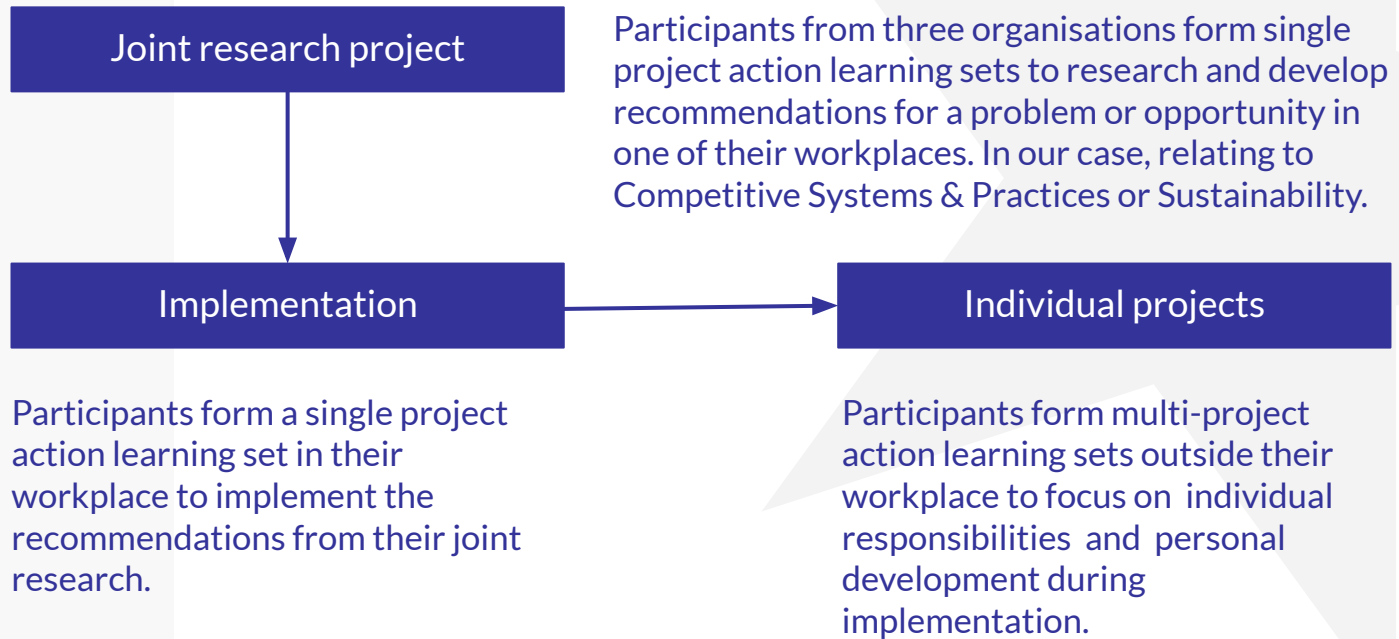 Joint research project
Participants from three organisations form single
project action learning sets to research and develop
recommendations for a problem or opportunity in
one of their workplaces. In our case, relating to
Competitive Systems & Practices or Sustainability.
Implementation
Individual projects
Participants form a single project
action learning set in their
workplace to implement the
recommendations from their joint
research.
Participants form multi-project
action learning sets outside their
workplace to focus on individual
responsibilities and personal
development during
implementation.